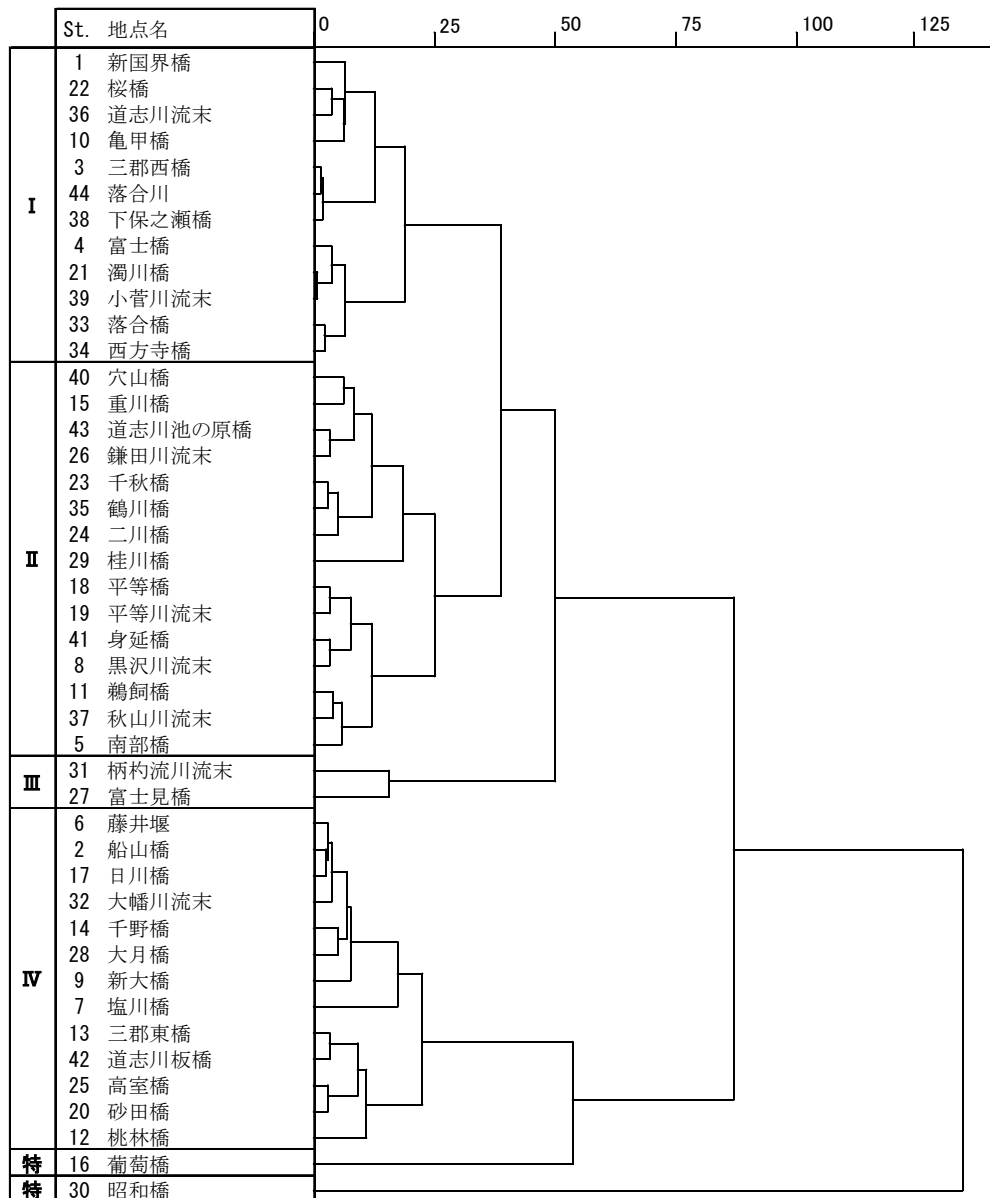 St. 地点名 0 25 50 75 100 125
1 新国界橋
22 桜橋
36 道志川流末
10 亀甲橋
3 三郡西橋
44 落合川
Ⅰ
38 下保之瀬橋
4 富士橋
21 濁川橋
39 小菅川流末
33 落合橋
34 西方寺橋
40 穴山橋
15 重川橋
43 道志川池の原橋
26 鎌田川流末
23 千秋橋
35 鶴川橋
24 二川橋
Ⅱ 29 桂川橋
18 平等橋
19 平等川流末
41 身延橋
8 黒沢川流末
11 鵜飼橋
37 秋山川流末
5 南部橋
31 柄杓流川流末
Ⅲ
27 富士見橋
6 藤井堰
2 船山橋
17 日川橋
32 大幡川流末
14 千野橋
28 大月橋
Ⅳ 9 新大橋
7 塩川橋
13 三郡東橋
42 道志川板橋
25 高室橋
20 砂田橋
12 桃林橋
特 16 葡萄橋
特 30 昭和橋